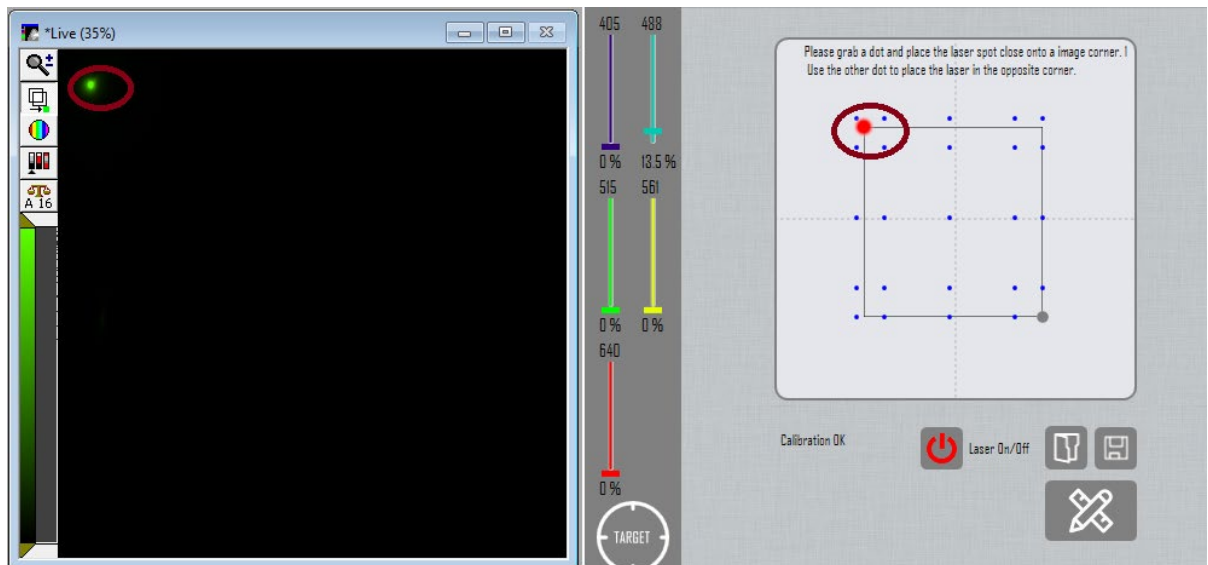 *Live (35%)
A 16
405 488
0 % 13.5 %
515 561
0 % 0 %
640
0 %
TARGET
Please grab a dot and place the laser spot close onto a image corner. 1
Use the other dot to place the laser in the opposite corner.
Calibration OK
Laser On/Off